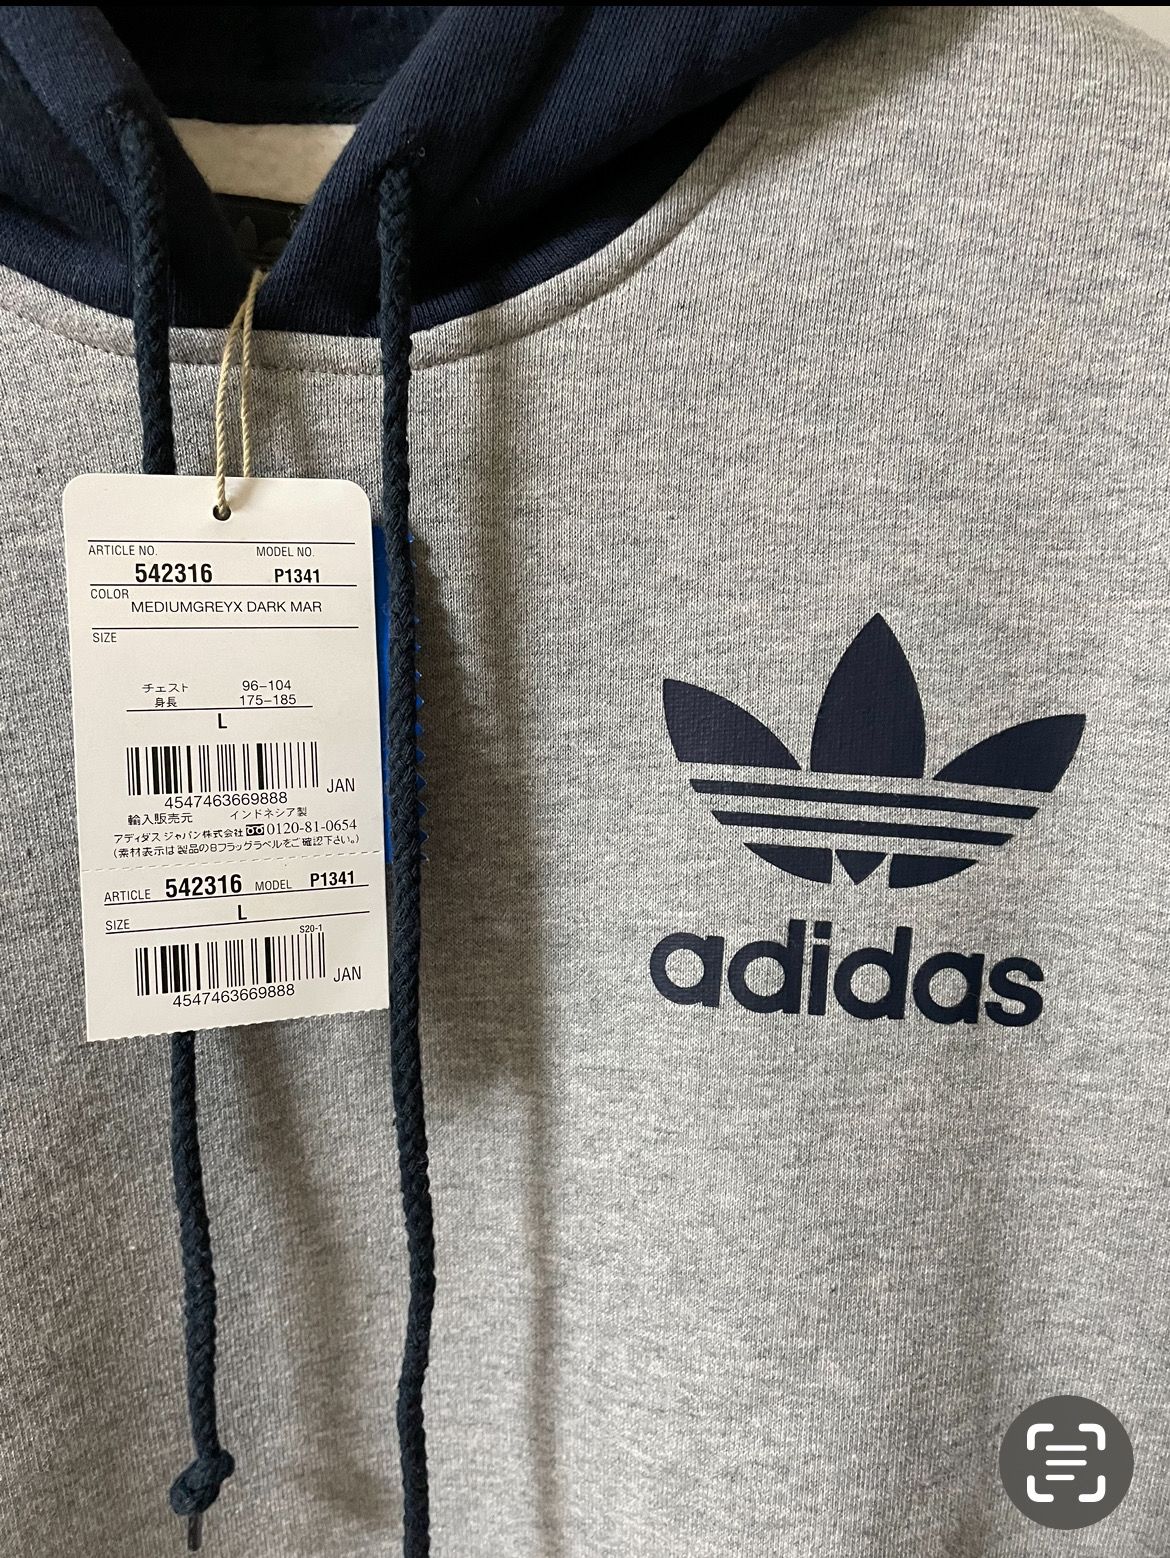 ARTICLE NO. MODEL NO.
542316 P1341
COLOR
MEDIUMGREYX DARK MAR
SIZE
チェスト 96-104
身長 175-185
L
JAN
4547463669888
輸入販売元 インドネシア製
アディダス ジャパン株式会社 0120-81-0654
(素材表示は製品のBフラッグラベルをご確認下さい。)
ARTICLE 542316 MODEL P1341
SIZE L
S20-1
JAN
4547463669888
adidas